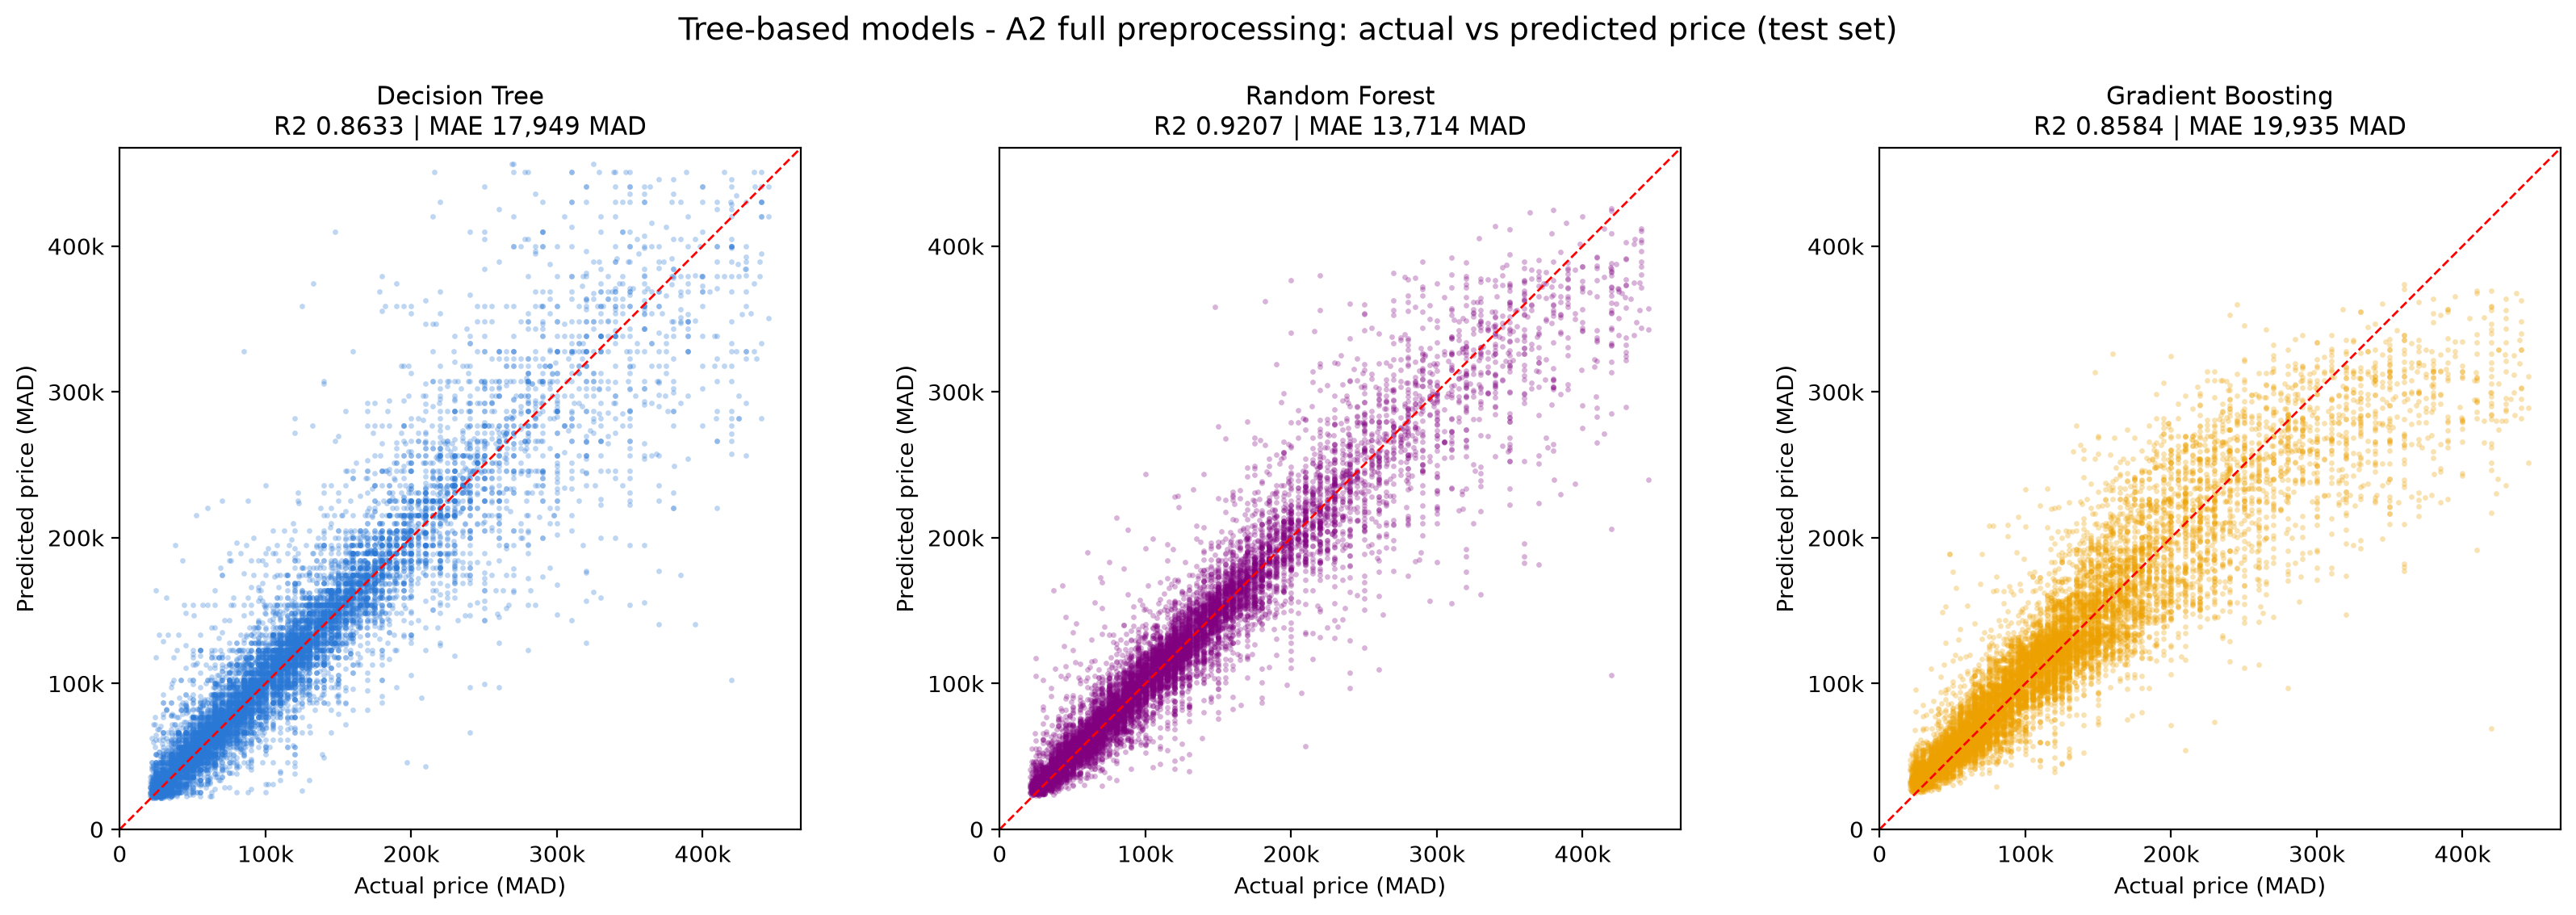 Tree-based models - A2 full preprocessing: actual vs predicted price (test set)
Decision Tree
R2 0.8633 | MAE 17,949 MAD
400k
300k
200k
100k
0
0 100k 200k 300k 400k
Predicted price (MAD)
Actual price (MAD)
Random Forest
R2 0.9207 | MAE 13,714 MAD
400k
300k
200k
100k
0
0 100k 200k 300k 400k
Predicted price (MAD)
Actual price (MAD)
Gradient Boosting
R2 0.8584 | MAE 19,935 MAD
400k
300k
200k
100k
0
0 100k 200k 300k 400k
Predicted price (MAD)
Actual price (MAD)